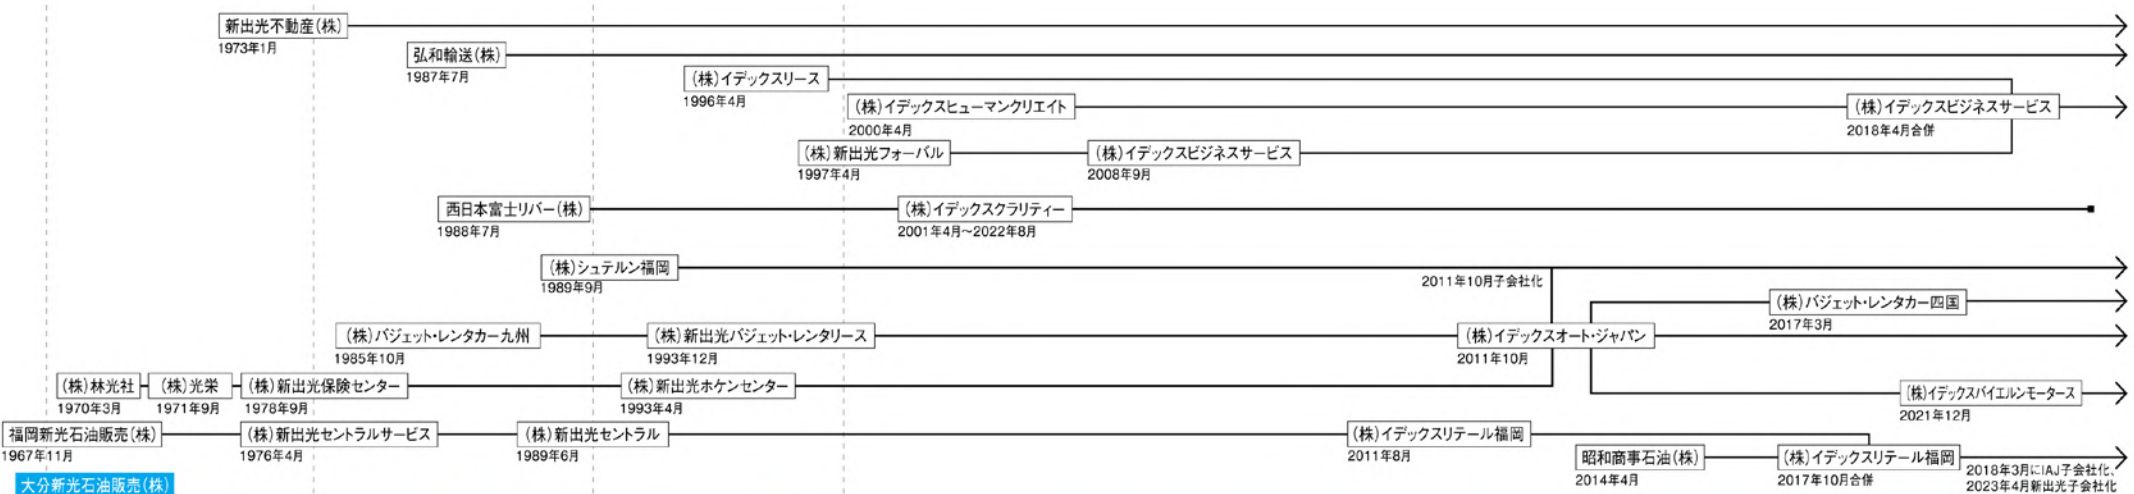 新出光不動産(株)
1973年1月
弘和輸送(株)
1987年7月
(株)イデックスリース
1996年4月
(株)イデックスヒューマンクリエイト
2000年4月
(株)イデックスビジネスサービス
2018年4月合併
(株)新出光フォーバル
1997年4月
(株)イデックスビジネスサービス
2008年9月
西日本富士リバー(株)
1988年7月
(株)イデックスクラリティー
2001年4月〜2022年8月
(株)シュテルン福岡
1989年9月
2011年10月子会社化
(株)バジェット・レンタカー四国
2017年3月
(株)バジェット・レンタカー九州
1985年10月
(株)新出光バジェット・レンタリース
1993年12月
(株)イデックスオート・ジャパン
2011年10月
(株)林光社
1970年3月
(株)光栄
1971年9月
(株)新出光保険センター
1978年9月
(株)新出光ホケンセンター
1993年4月
(株)イデックスバイエルンモータース
2021年12月
福岡新光石油販売(株)
1967年11月
(株)新出光セントラルサービス
1976年4月
(株)新出光セントラル
1989年6月
(株)イデックスリテール福岡
2011年8月
昭和商事石油(株)
2014年4月
(株)イデックスリテール福岡
2017年10月合併
2018年3月にIAJ子会社化、
2023年4月新出光子会社化
大分新光石油販売(株)